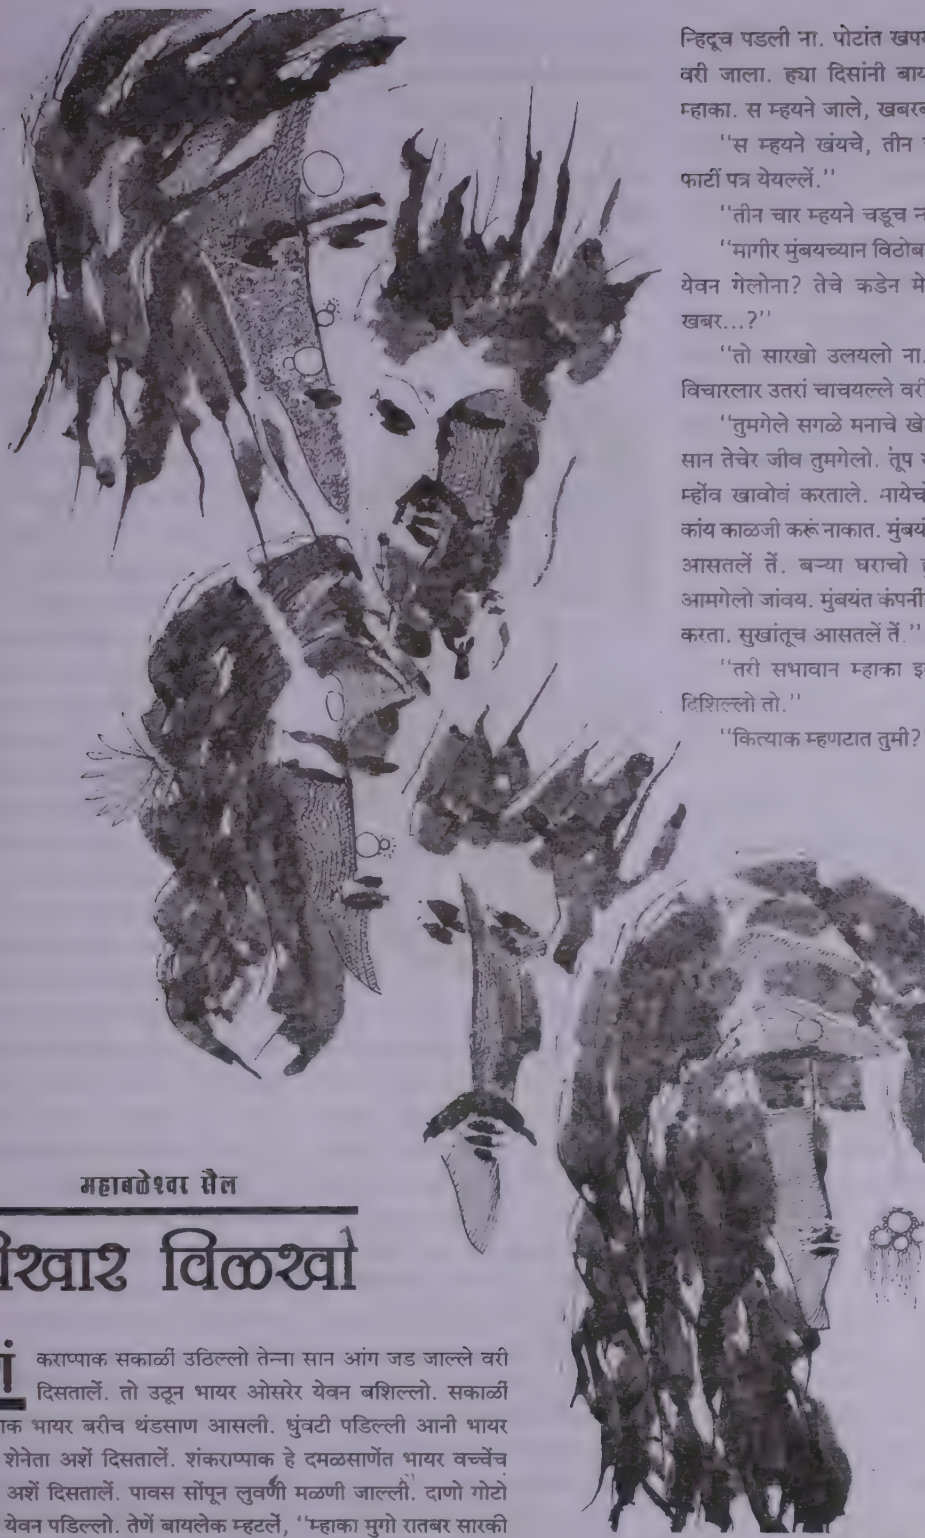 महाबळेश्वर सैल
विळखो
कराप्पाक सकाळीं उठिल्लो तेन्ना सान आंग जड जाल्ले वरी
दिसतालें. तो उठून भायर ओसरेर येवन बशिल्लो. सकाळीं
भायर बरीच थंडसाण आसली. धुंवटी पडिल्ली आनी भायर
शेनेता अशें दिसतालें. शंकराप्पाक हे दमळसाणेंत भायर वच्चेंच
अशें दिसतालें. पावस सोंपून लुवणी मळणी जाल्ली. दाणो गोटो
येवन पडिल्लो. तेणें बायलेक म्हटलें, "म्हाका मुगो रातबर सारकी
न्हिदूच पडली ना. पोटांत
वरी जाला. ह्या दिसांनी
म्हाका. स म्हयने जाले,
"स म्हयने खंयचे, तीन
फाटीं पत्र येयल्लें."
"तीन चार म्हयने चडूच
"मागीर मुंबयच्यान
येवन गेलोना? तेचे कडेन
खबर...?"
"तो सारखो उलयलो ना.
विचारलार उतरां चाचयल्ले वरी
"तुमगेले सगळे मनाचे
सान तेचेर जीव तुमगेलो. तूप
म्होंव खावोवं करताले.
कांय काळजी करूं नाकात.
आसतलें तें. बऱ्या घराचो
आमगेलो जांवय. मुंबयंत
करता. सुखांतूच आसतलें तें."
"तरी सभावान म्हाका
दिशिल्लो तो."
"कित्याक म्हणटात तुमी?